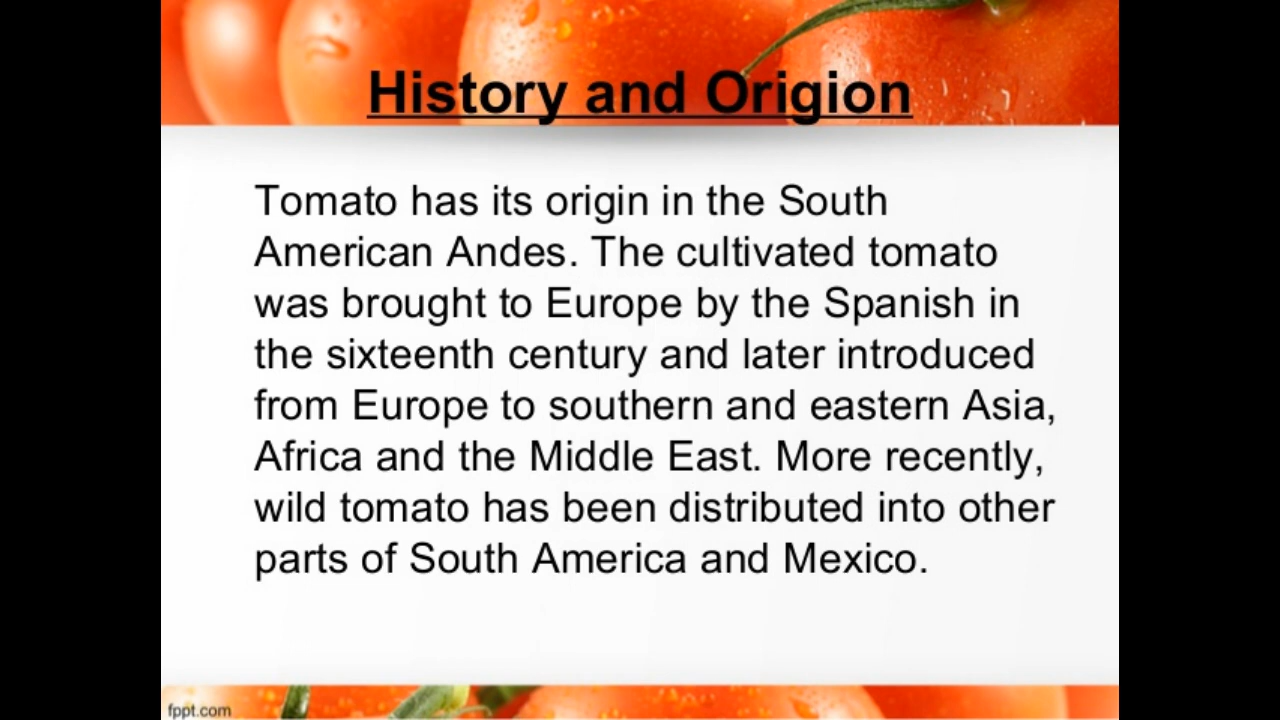 History and Origion
Tomato has its origin in the South
American Andes. The cultivated tomato
was brought to Europe by the Spanish in
the sixteenth century and later introduced
from Europe to southern and eastern Asia,
Africa and the Middle East. More recently,
wild tomato has been distributed into other
parts of South America and Mexico.
fppt.com